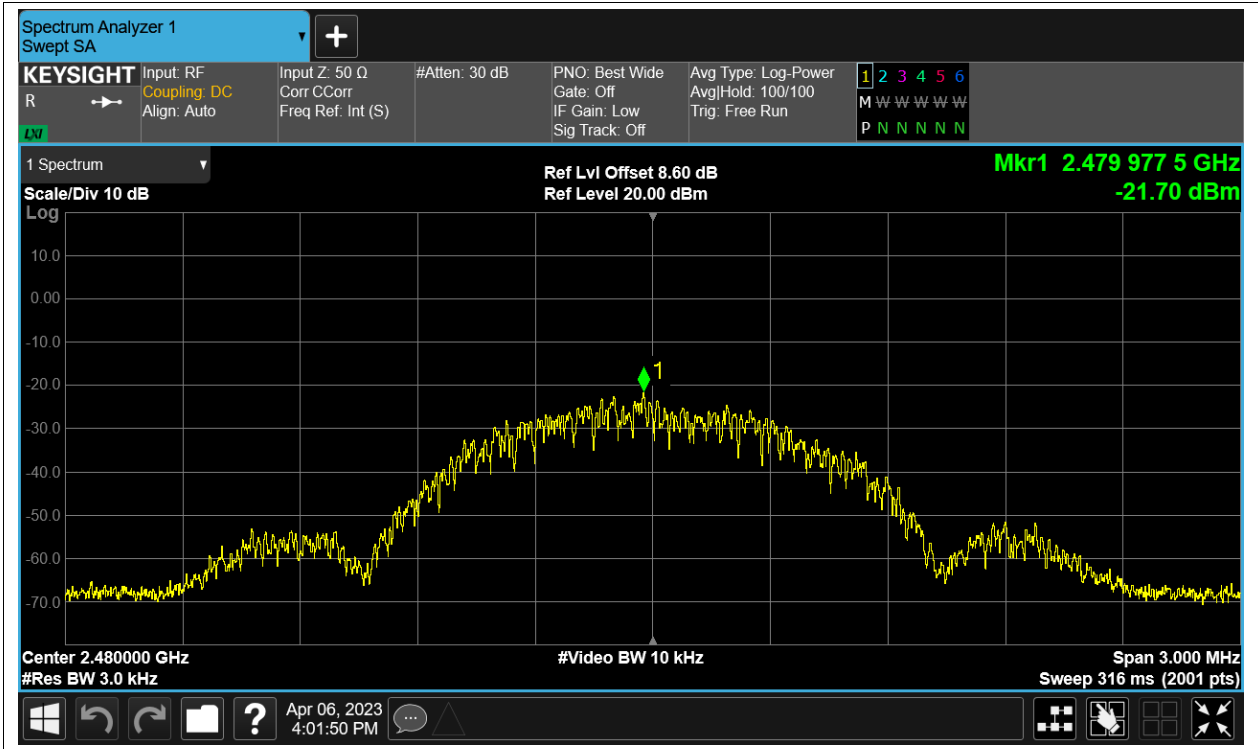 Spectrum Analyzer 1
Swept SA
KEYSIGHT
R
LXI
Input: RF
Coupling: DC
Align: Auto
Input Z: 50 Ω
Corr CCorr
Freq Ref: Int (S)
#Atten: 30 dB
PNO: Best Wide
Gate: Off
IF Gain: Low
Sig Track: Off
Avg Type: Log-Power
Avg|Hold: 100/100
Trig: Free Run
1 2 3 4 5 6
M W W W W W
P N N N N N
1 Spectrum
Scale/Div 10 dB
Log
Ref Lvl Offset 8.60 dB
Ref Level 20.00 dBm
Mkr1 2.479 977 5 GHz
-21.70 dBm
10.0
0.00
-10.0
1
-20.0
-30.0
-40.0
-50.0
-60.0
-70.0
Center 2.480000 GHz
#Video BW 10 kHz
Span 3.000 MHz
#Res BW 3.0 kHz
Sweep 316 ms (2001 pts)
?
Apr 06, 2023
4:01:50 PM